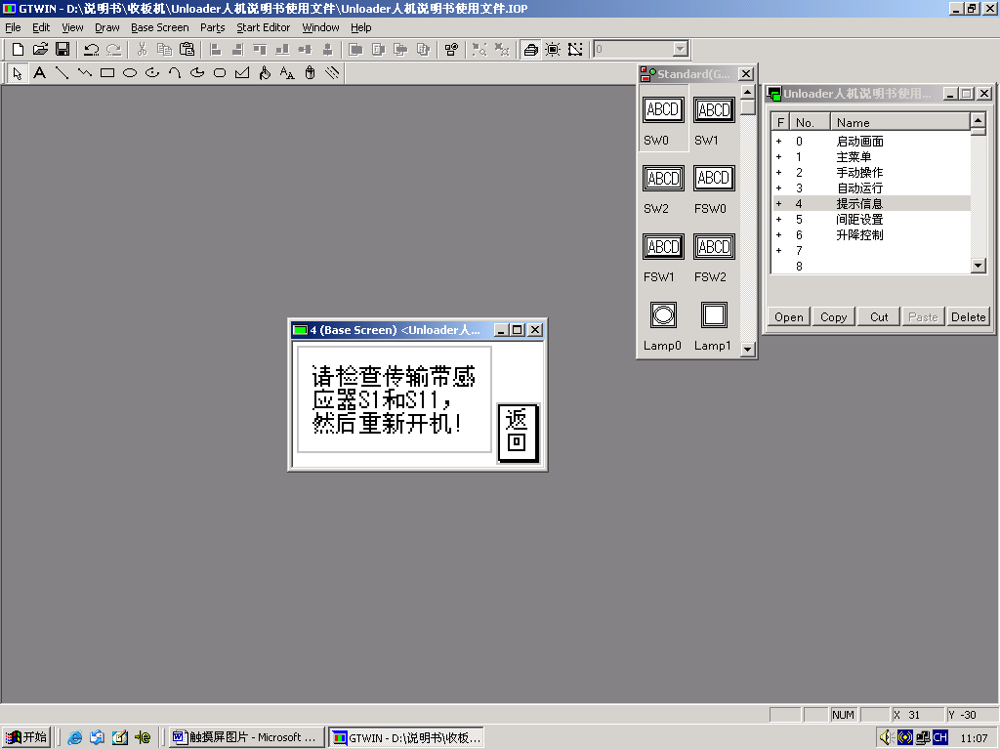 GTWIN - D:\说明书\收板机\Unloader人机说明书使用文件\Unloader人机说明书使用文件.IOP
File Edit View Draw Base Screen Parts Start Editor Window Help
0
Standard(G...
ABCD ABCD
SW0 SW1
ABCD ABCD
SW2 FSW0
ABCD ABCD
FSW1 FSW2
Lamp0 Lamp1
Unloader人机说明书使用...
F No. Name
+ 0 启动画面
+ 1 主菜单
+ 2 手动操作
+ 3 自动运行
+ 4 提示信息
+ 5 间距设置
+ 6 升降控制
+ 7
8
Open Copy Cut Paste Delete
4 (Base Screen) <Unloader人...
请检查传输带感
应器S1和S11，
然后重新开机!
返
回
NUM X 31 Y -30
开始 触摸屏图片 - Microsoft ... GTWIN - D:\说明书\收板... CH 11:07